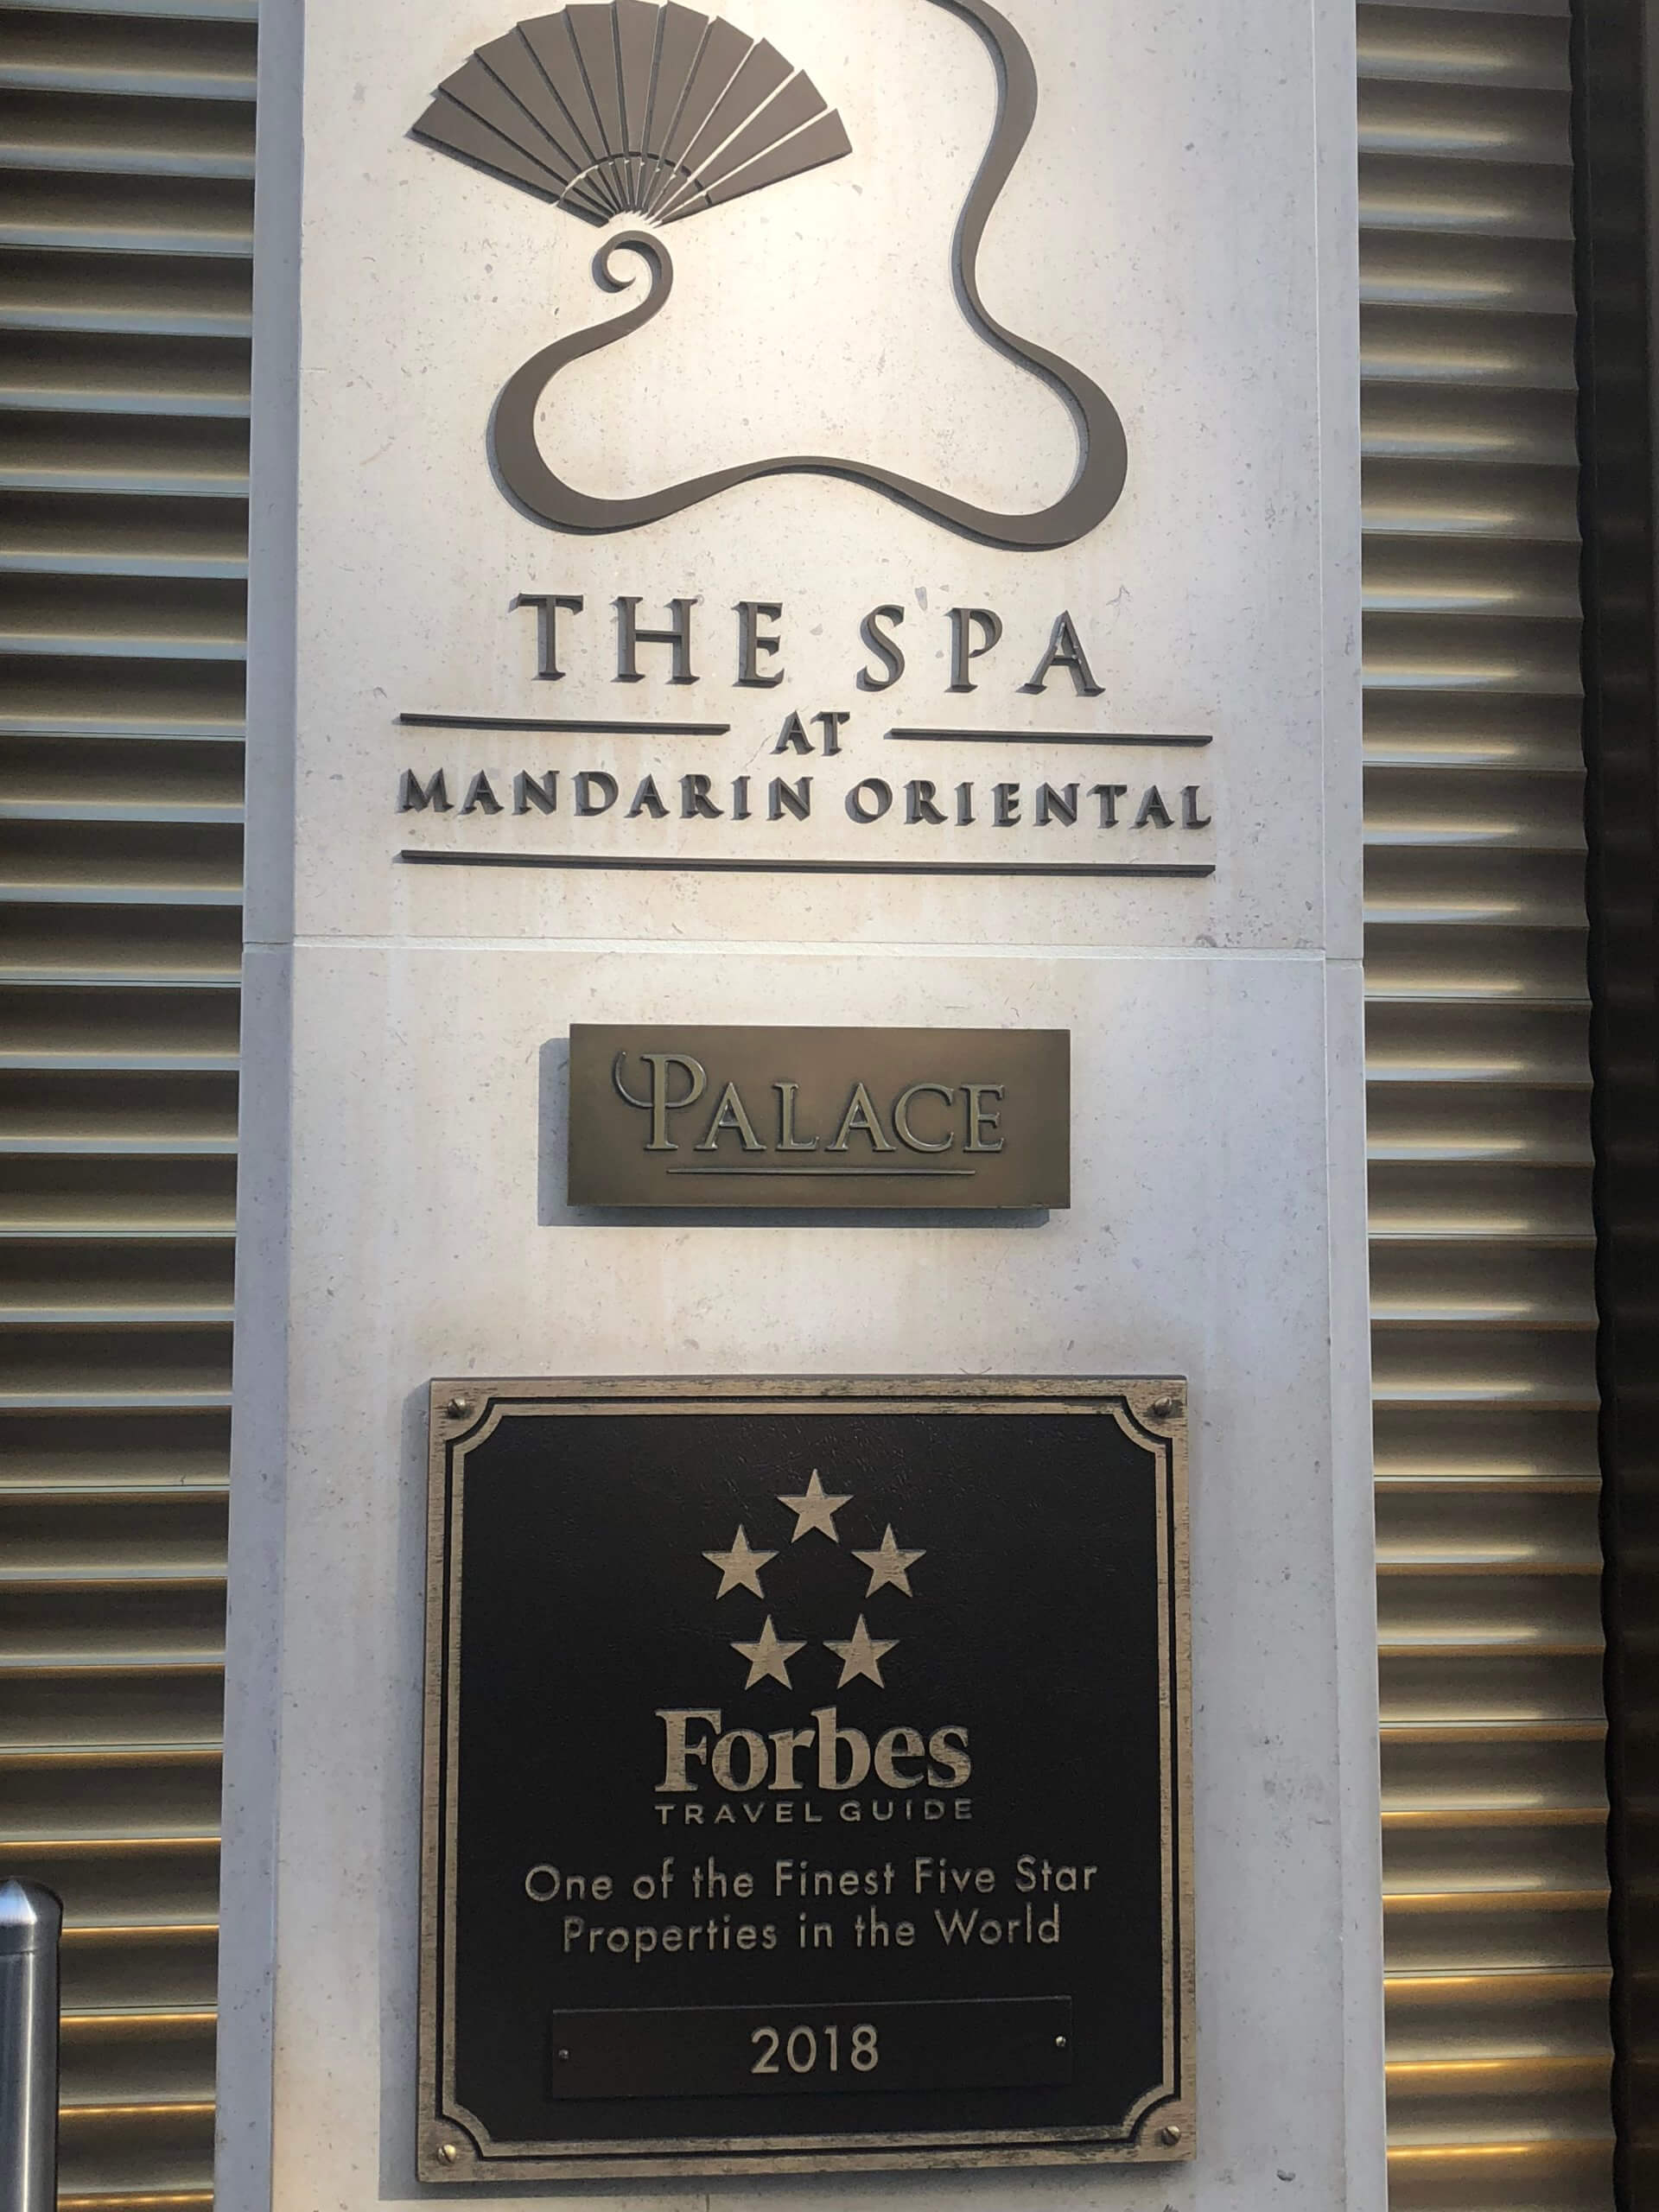 THE SPA
AT
MANDARIN ORIENTAL
PALACE
Forbes
TRAVEL GUIDE
One of the Finest Five Star
Properties in the World
2018